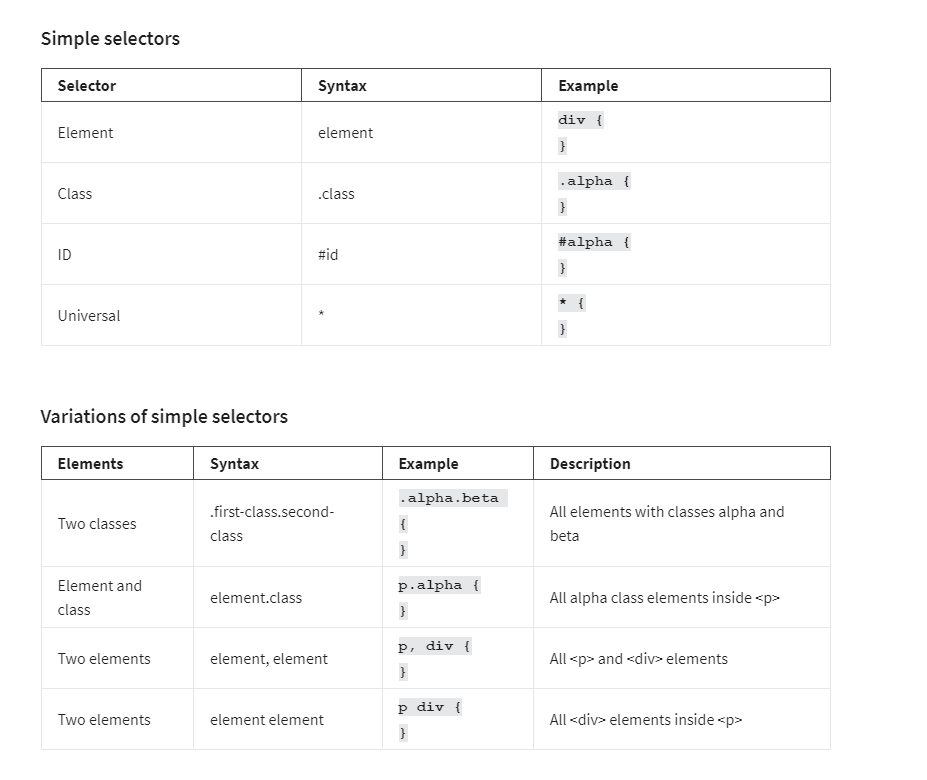 Simple selectors
Selector Syntax Example
Element element div {
}
Class .class .alpha {
}
ID #id #alpha {
}
Universal * * {
}
Variations of simple selectors
Elements Syntax Example Description
Two classes .first-class.second-
class .alpha.beta
{
} All elements with classes alpha and
beta
Element and
class element.class p.alpha {
} All alpha class elements inside <p>
Two elements element, element p, div {
} All <p> and <div> elements
Two elements element element p div {
} All <div> elements inside <p>